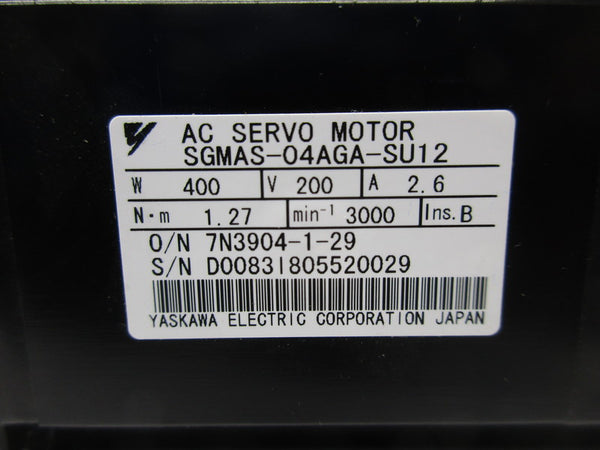 AC SERVO MOTOR
SGMAS-04AGA-SU12
W 400 V 200 A 2.6
N·m 1.27 min⁻¹ 3000 Ins. B
O/N 7N3904-1-29
S/N D0083I805520029
YASKAWA ELECTRIC CORPORATION JAPAN